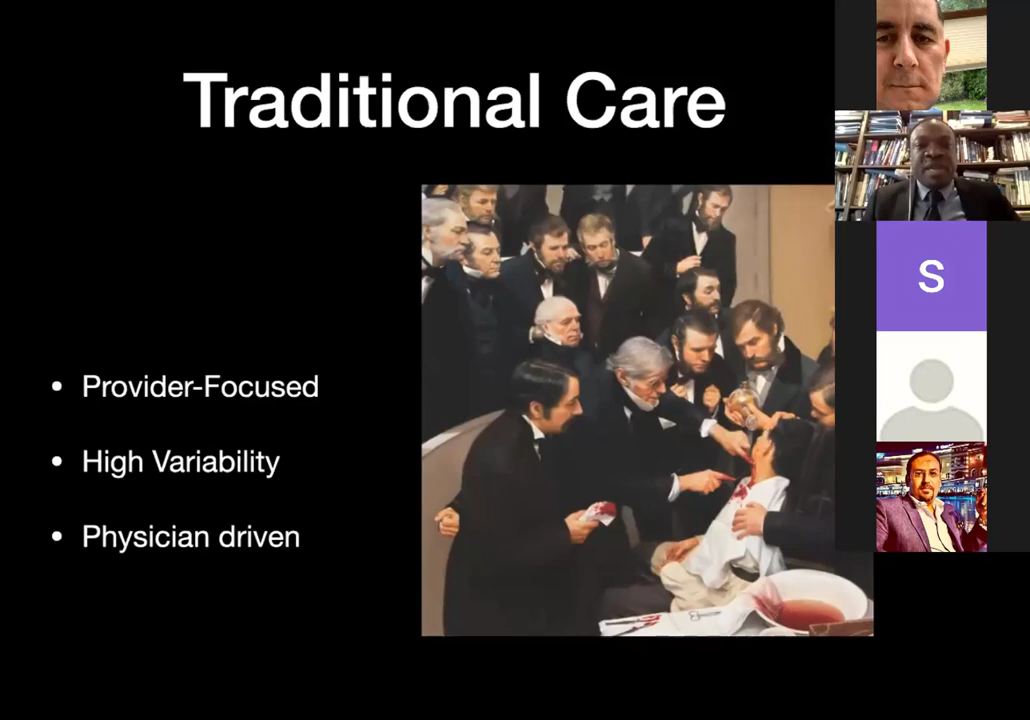 Traditional Care
• Provider-Focused
• High Variability
• Physician driven
S